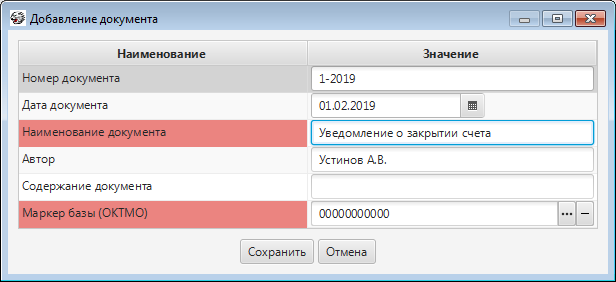 Добавление документа
Наименование Значение
Номер документа 1-2019
Дата документа 01.02.2019
Наименование документа Уведомление о закрытии счета
Автор Устинов А.В.
Содержание документа
Маркер базы (ОКТМО) 00000000000
Сохранить Отмена